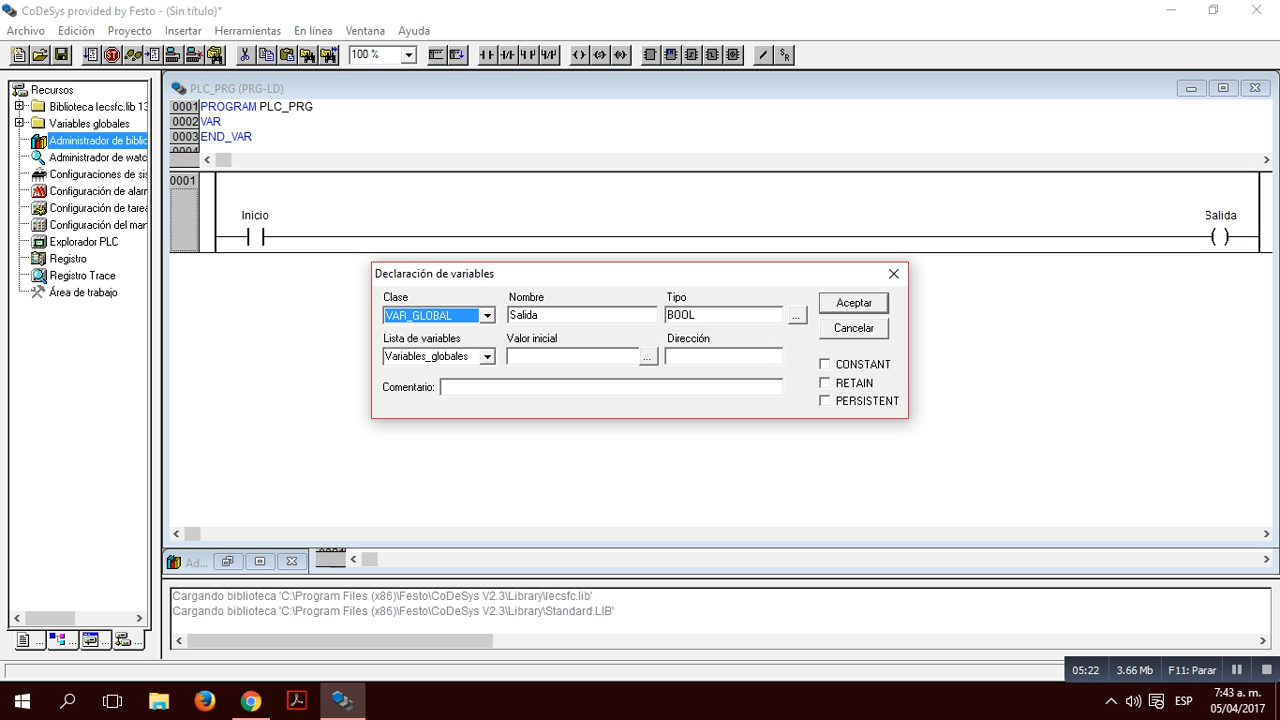 CoDeSys provided by Festo - (Sin título)*
Archivo Edición Proyecto Insertar Herramientas En línea Ventana Ayuda
100 %
Recursos
Biblioteca Iecsfc.lib 13
Variables globales
Administrador de biblic
Administrador de watc
Configuraciones de sis
Configuración de alarr
Configuración de tarea
Configuración del mar
Explorador PLC
Registro
Registro Trace
Área de trabajo
PLC_PRG (PRG-LD)
0001 PROGRAM PLC_PRG
0002 VAR
0003 END_VAR
0004
0001
Inicio Salida
Declaración de variables
Clase Nombre Tipo
VAR_GLOBAL Salida BOOL ...
Aceptar
Cancelar
Lista de variables Valor inicial Dirección
Variables_globales ...
Comentario:
CONSTANT
RETAIN
PERSISTENT
Ad...
0001
Cargando biblioteca 'C:\Program Files (x86)\Festo\CoDeSys V2.3\Library\Iecsfc.lib'
Cargando biblioteca 'C:\Program Files (x86)\Festo\CoDeSys V2.3\Library\Standard.LIB'
... ... ... ...
05:22 3.66 Mb F11: Parar
ESP
7:43 a. m.
05/04/2017